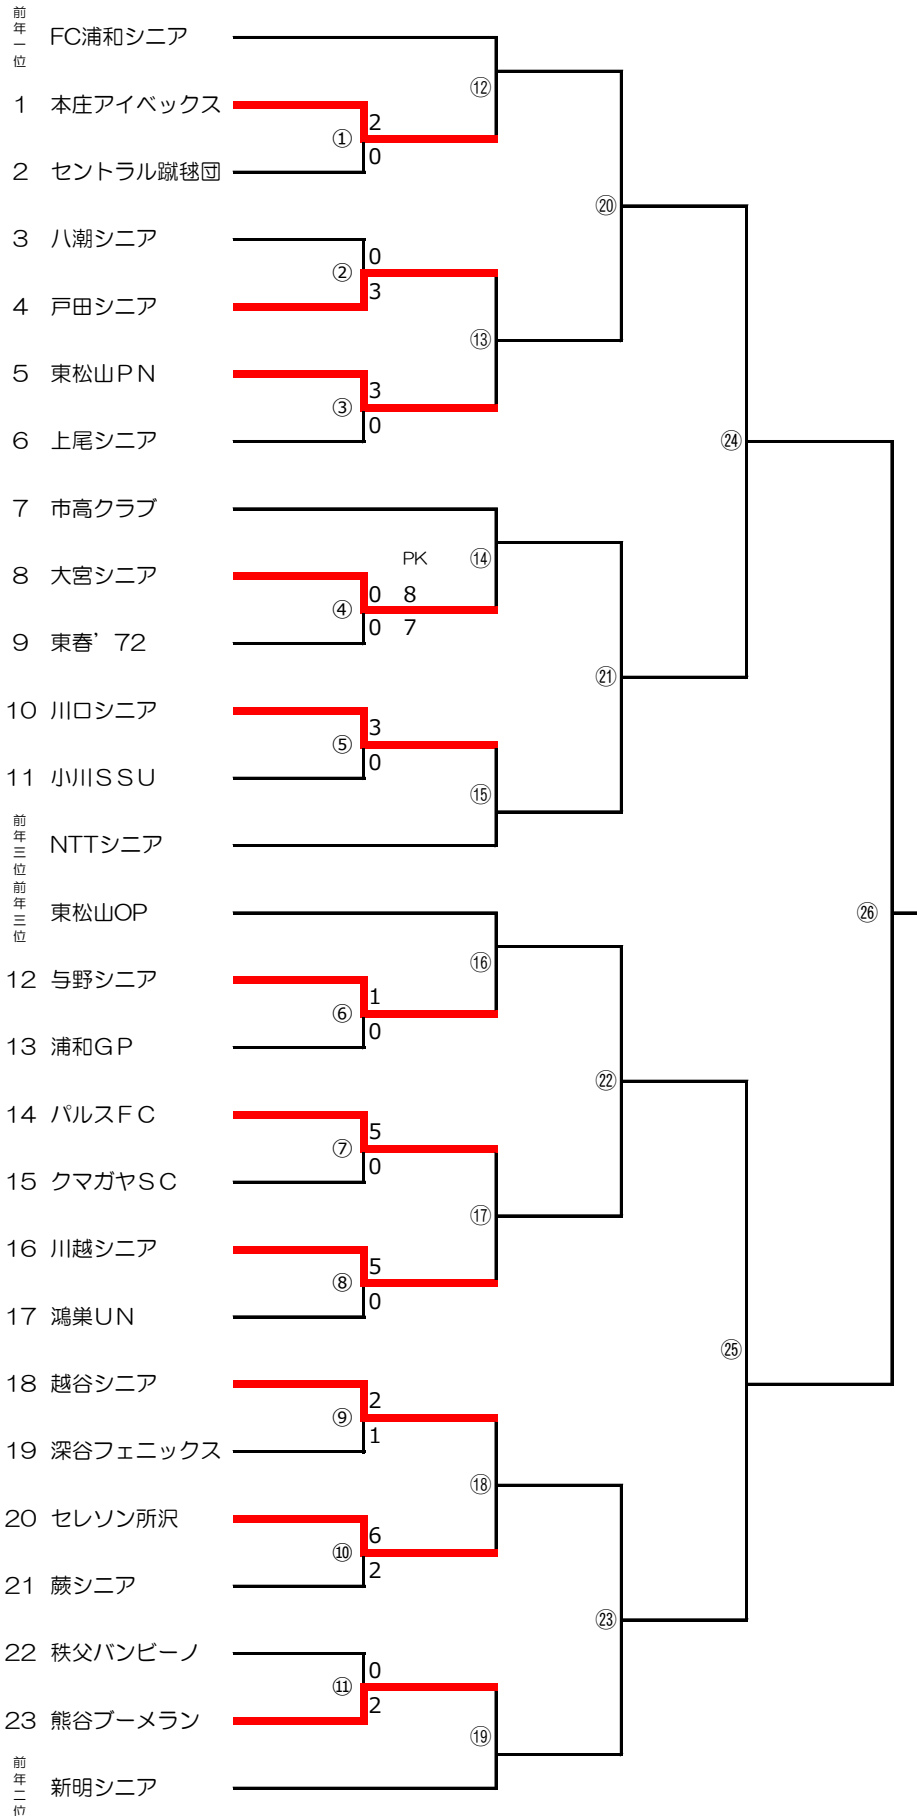 前年一位 FC浦和シニア
⑫
1 本庄アイベックス
2
①
0
2 セントラル蹴毬団
⑳
3 八潮シニア
0
②
3
4 戸田シニア
⑬
5 東松山PN
3
③
0
6 上尾シニア
㉔
7 市高クラブ
PK ⑭
8 大宮シニア
0 8
④
0 7
9 東春’72
㉑
10 川口シニア
3
⑤
0
11 小川SSU
⑮
前年三位 NTTシニア
前年三位 東松山OP
㉖
⑯
12 与野シニア
1
⑥
0
13 浦和GP
㉒
14 パルスFC
5
⑦
0
15 クマガヤSC
⑰
16 川越シニア
5
⑧
0
17 鴻巣UN
㉕
18 越谷シニア
2
⑨
1
19 深谷フェニックス
⑱
20 セレソン所沢
6
⑩
2
21 蕨シニア
㉓
22 秩父バンビーノ
0
⑪
2
23 熊谷ブーメラン
⑲
前年二位 新明シニア